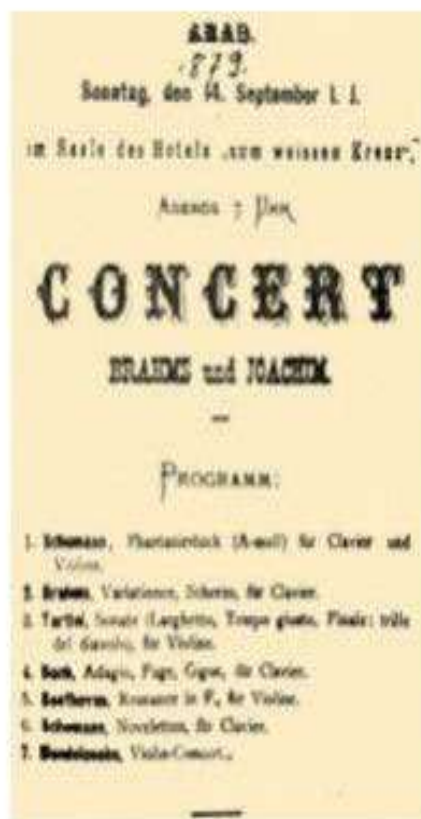 ARAD.
1879.
Sonntag, den 14. September l. J.
im Saale des Hotels „zum weissen Kreuz“,
Abends 7 Uhr
CONCERT
BRAHMS und JOACHIM.
PROGRAMM:
1. Schumann, Phantasiestück (A-moll) für Clavier und
Violine.
2. Brahms, Variationen, Scherzo, für Clavier.
3. Tartini, Sonate (Larghetto, Tempo giusto, Finale: trille
del diavolo), für Violine.
4. Bach, Adagio, Fuge, Gigue, für Clavier.
5. Beethoven, Romanze in F., für Violine.
6. Schumann, Novelletten, für Clavier.
7. Mendelssohn, Violin-Concert.